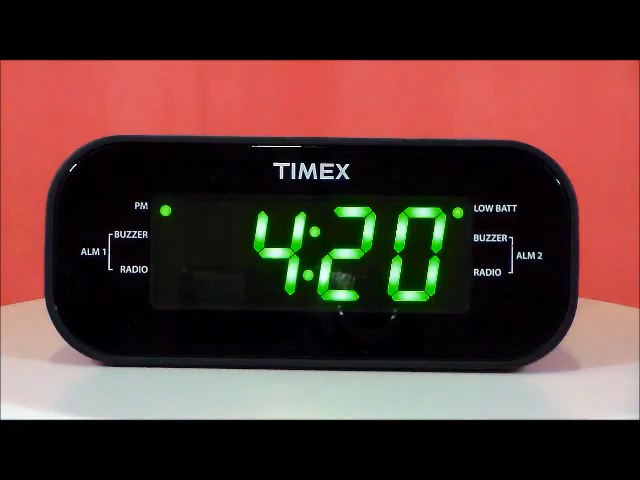 TIMEX
PM
LOW BATT
4:20
BUZZER
ALM 1
RADIO
BUZZER
ALM 2
RADIO